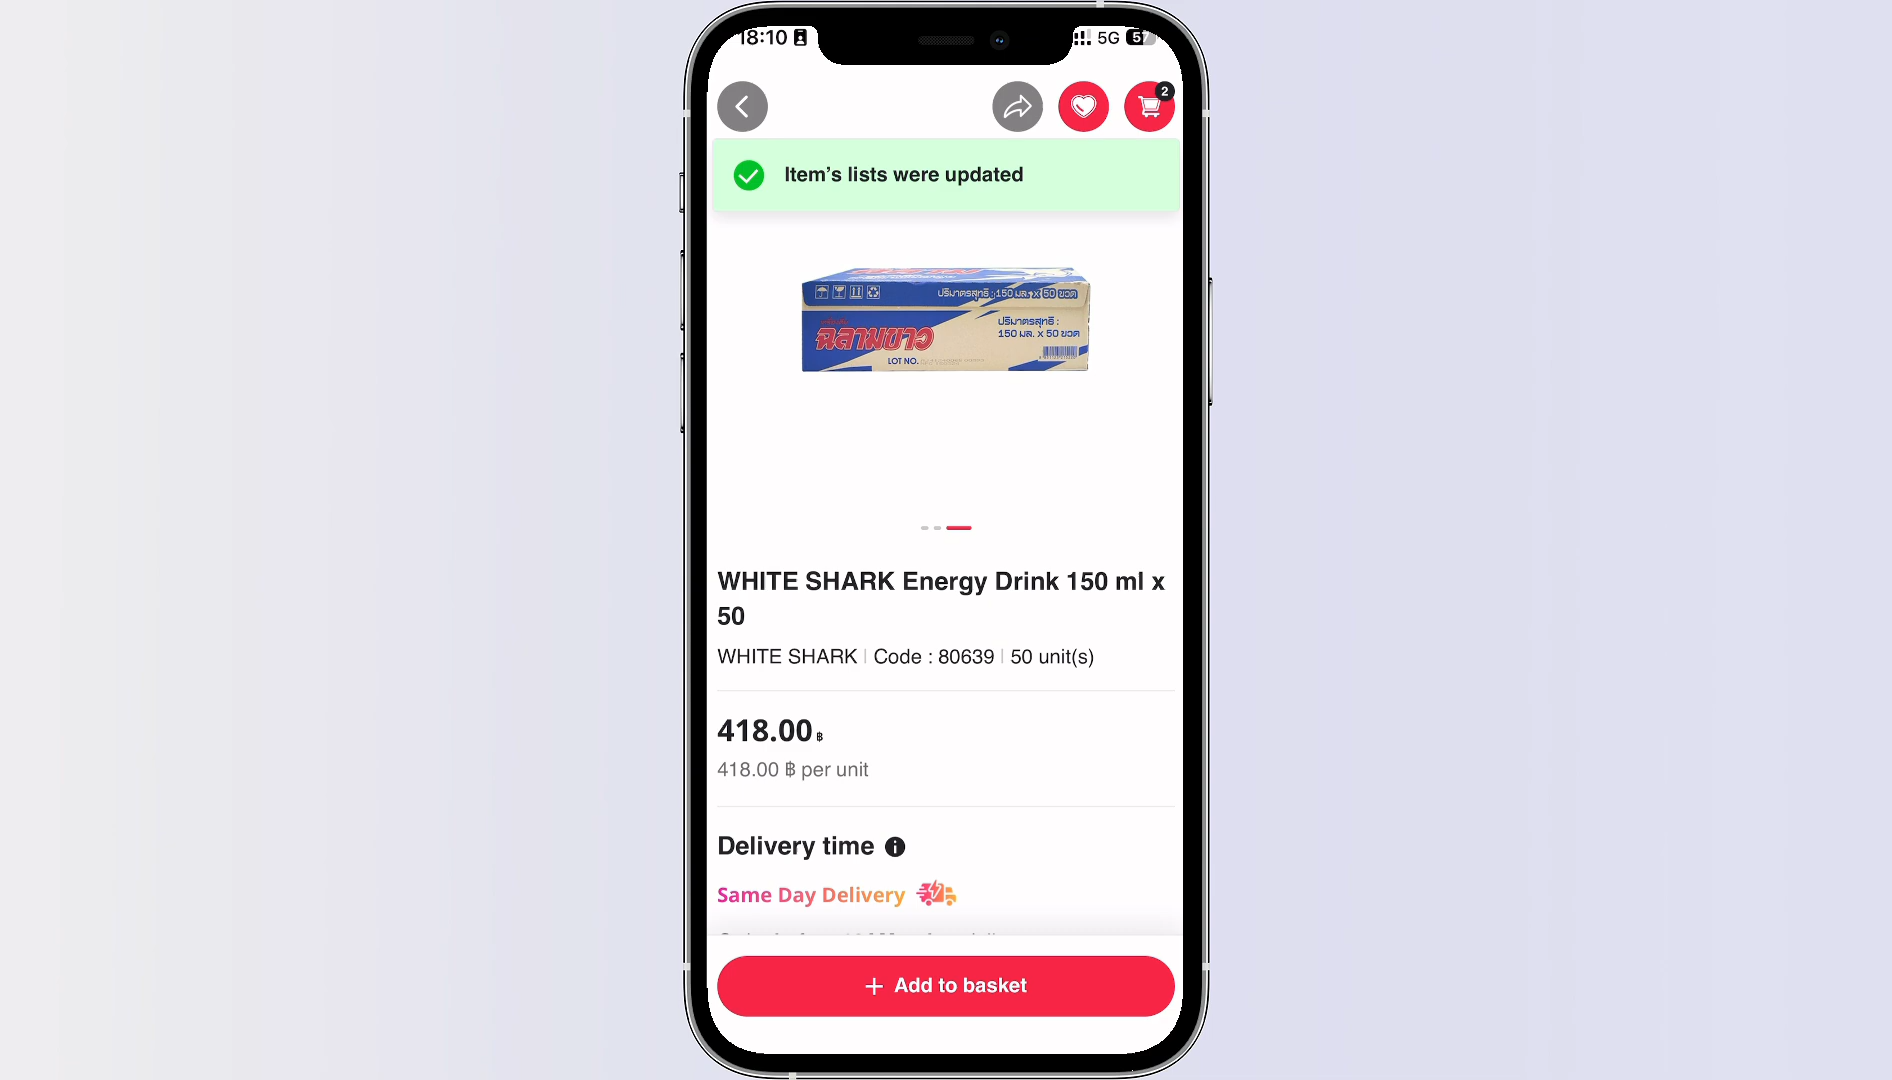 18:10
5G 57
2
Item’s lists were updated
ปริมาตรสุทธิ : 150 มล. x 50 ขวด
ฉลามขาว
ปริมาตรสุทธิ :
150 มล. x 50 ขวด
LOT NO.
WHITE SHARK Energy Drink 150 ml x
50
WHITE SHARK | Code : 80639 | 50 unit(s)
418.00 ฿
418.00 ฿ per unit
Delivery time
Same Day Delivery
+ Add to basket